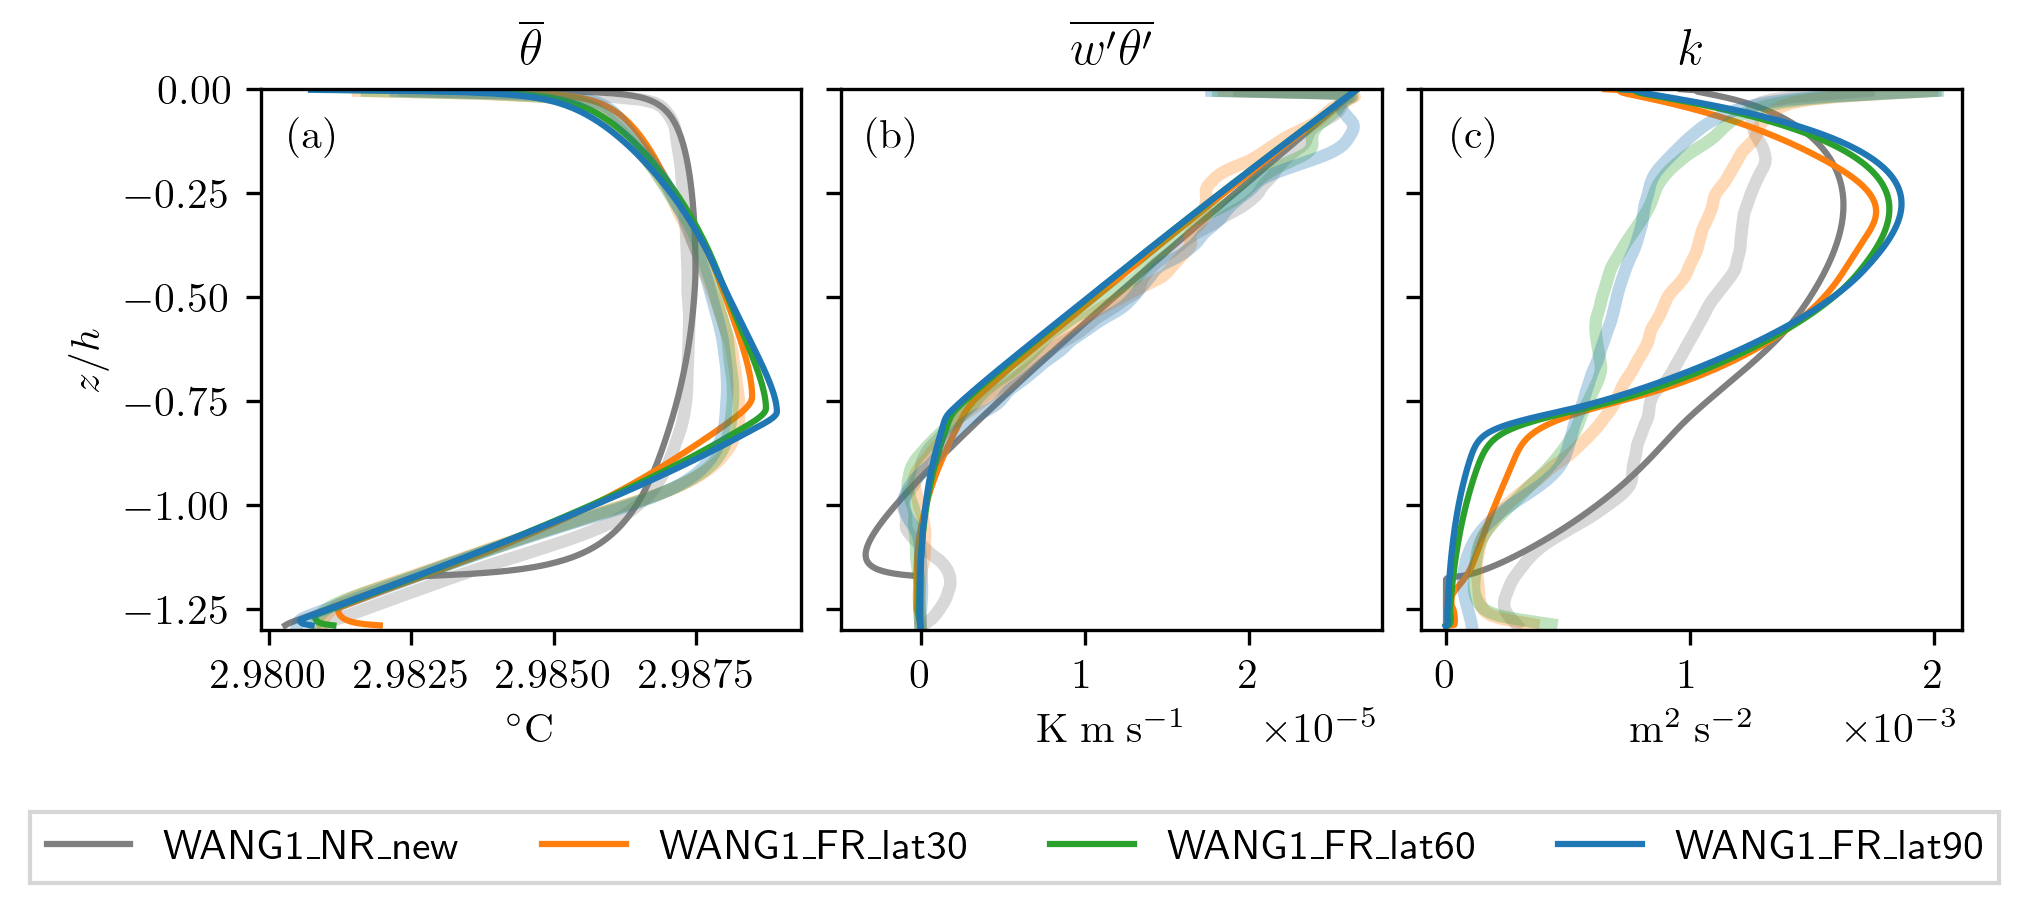 θ̅ w′θ′̅ k
0.00
(a) (b) (c)
−0.25
−0.50
z/h
−0.75
−1.00
−1.25
2.9800 2.9825 2.9850 2.9875 0 1 2 0 1 2
°C K m s⁻¹ ×10⁻⁵ m² s⁻² ×10⁻³
WANG1_NR_new WANG1_FR_lat30 WANG1_FR_lat60 WANG1_FR_lat90